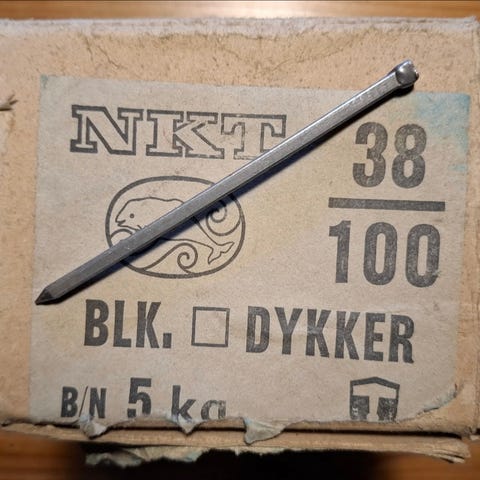 NKT
38
100
BLK. □ DYKKER
B/N 5 kg